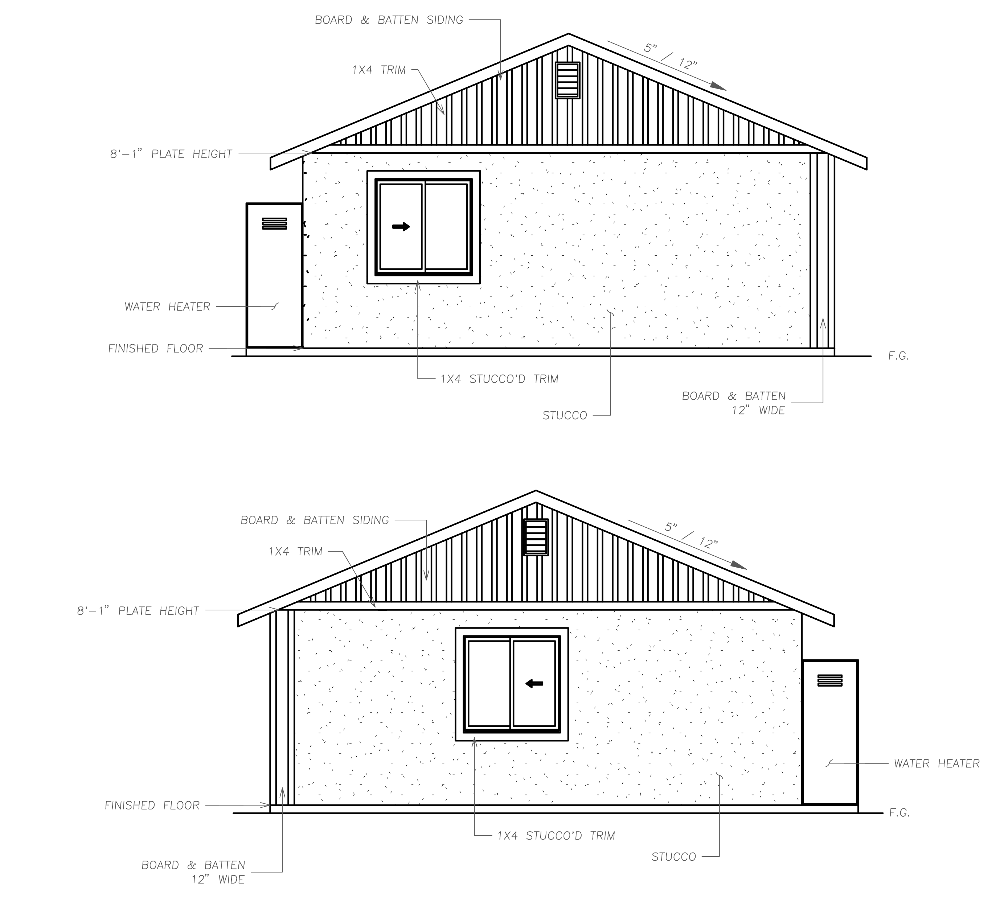 BOARD & BATTEN SIDING
5” / 12”
1X4 TRIM
8’-1” PLATE HEIGHT
WATER HEATER
FINISHED FLOOR
F.G.
1X4 STUCCO’D TRIM
BOARD & BATTEN
12” WIDE
STUCCO
BOARD & BATTEN SIDING
5” / 12”
1X4 TRIM
8’-1” PLATE HEIGHT
WATER HEATER
FINISHED FLOOR
F.G.
1X4 STUCCO’D TRIM
STUCCO
BOARD & BATTEN
12” WIDE